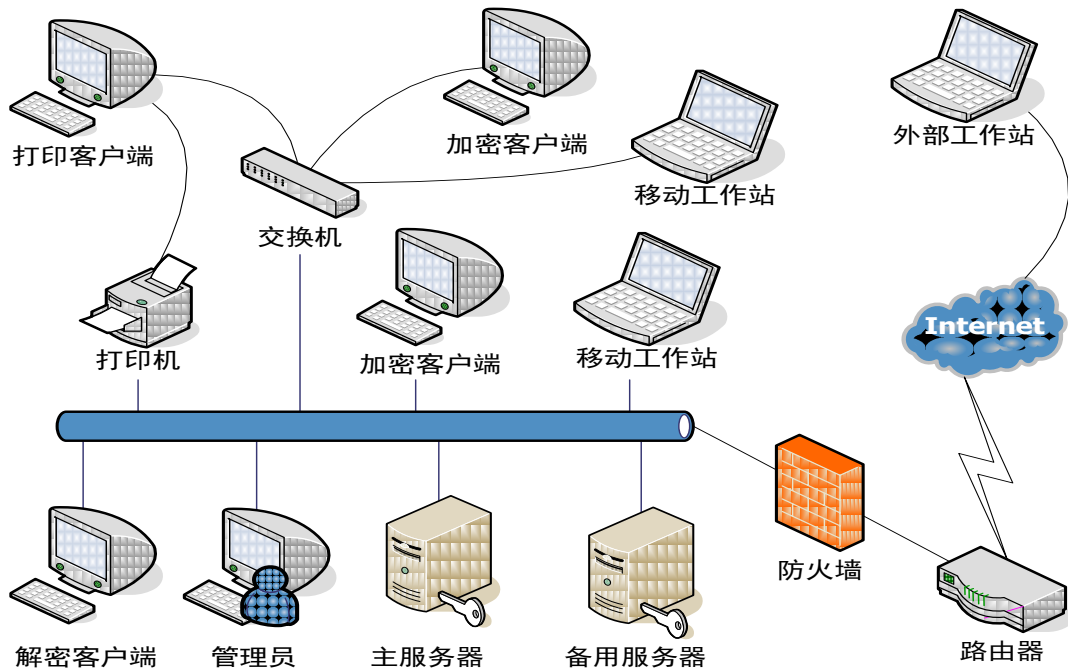 打印客户端
加密客户端
移动工作站
外部工作站
交换机
打印机
加密客户端
移动工作站
Internet
防火墙
解密客户端
管理员
主服务器
备用服务器
路由器